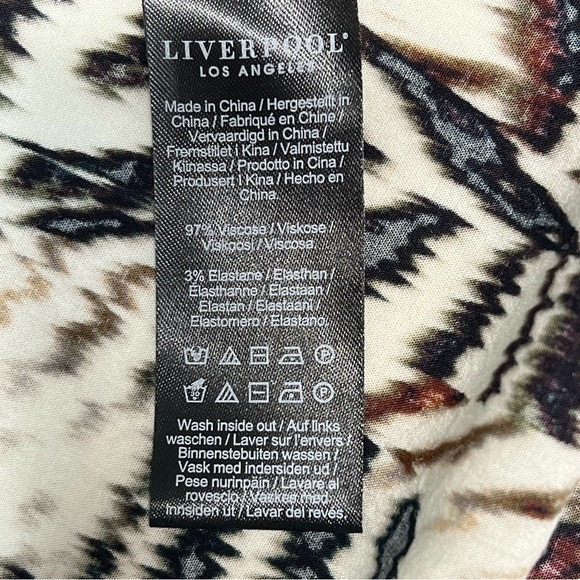 LIVERPOOL®
LOS ANGELES
Made in China / Hergestellt in
China / Fabriqué en Chine /
Vervaardigd in China /
Fremstillet i Kina / Valmistettu
Kiinassa / Prodotto in Cina /
Produsert i Kina / Hecho en
China.
97% Viscose / Viskose /
Viskoosi / Viscosa.
3% Elastane / Elasthan /
Élasthanne / Elastaan /
Elastan / Elastaani /
Elastomero / Elastano.
P
30 P
Wash inside out / Auf links
waschen / Laver sur l'envers /
Binnenstebuiten wassen /
Vask med indersiden ud /
Pese nurinpäin / Lavare al
rovescio / Vaskes med
Innsiden ut / Lavar del revés.